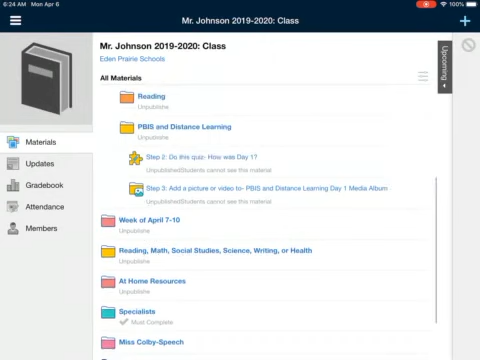 6:24 AM Mon Apr 6
100%
Mr. Johnson 2019-2020: Class
Mr. Johnson 2019-2020: Class
Eden Prairie Schools
Upcoming
All Materials
Reading
Unpublishe
PBIS and Distance Learning
Unpublishe
Step 2: Do this quiz: How was Day 1?
UnpublishedStudents cannot see this material
Step 3: Add a picture or video to- PBIS and Distance Learning Day 1 Media Album
UnpublishedStudents cannot see this material
Materials
Updates
Gradebook
Attendance
Members
Week of April 7-10
Unpublishe
Reading, Math, Social Studies, Science, Writing, or Health
Unpublishe
At Home Resources
Unpublishe
Specialists
Must Complete
Miss Colby-Speech